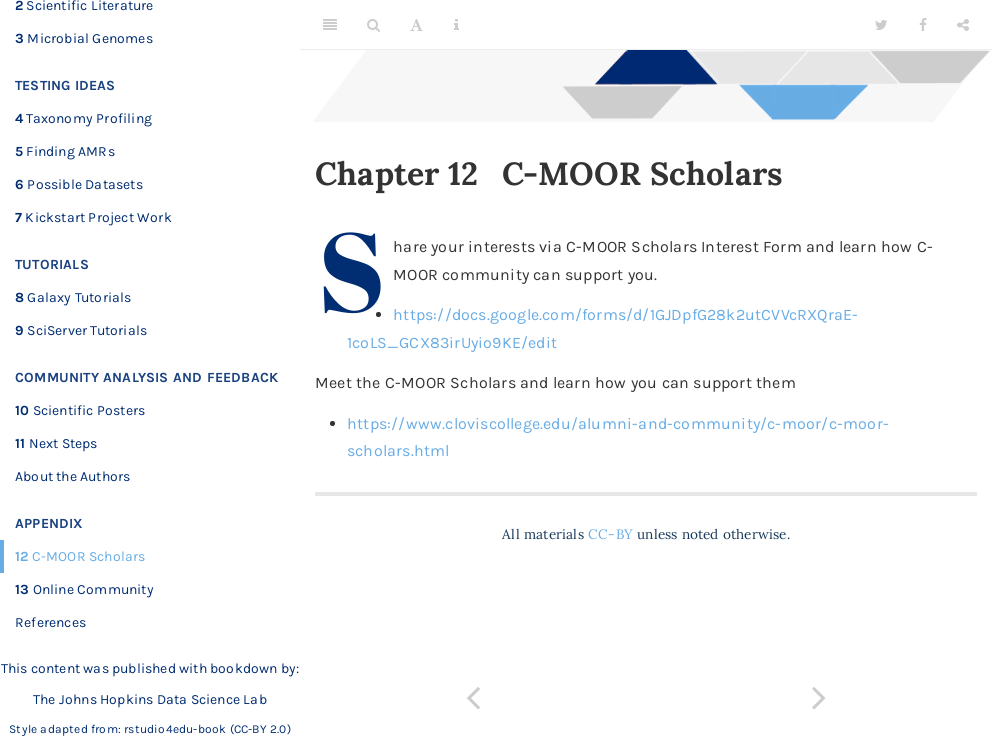 2 Scientific Literature
3 Microbial Genomes
TESTING IDEAS
4 Taxonomy Profiling
5 Finding AMRs
6 Possible Datasets
7 Kickstart Project Work
TUTORIALS
8 Galaxy Tutorials
9 SciServer Tutorials
COMMUNITY ANALYSIS AND FEEDBACK
10 Scientific Posters
11 Next Steps
About the Authors
APPENDIX
12 C-MOOR Scholars
13 Online Community
References
This content was published with bookdown by:
The Johns Hopkins Data Science Lab
Style adapted from: rstudio4edu-book (CC-BY 2.0)
Chapter 12 C-MOOR Scholars
Share your interests via C-MOOR Scholars Interest Form and learn how C-
MOOR community can support you.
https://docs.google.com/forms/d/1GJDpfG28k2utCVVcRXQraE-
1coLS_GCX83irUyio9KE/edit
Meet the C-MOOR Scholars and learn how you can support them
https://www.cloviscollege.edu/alumni-and-community/c-moor/c-moor-
scholars.html
All materials CC-BY unless noted otherwise.